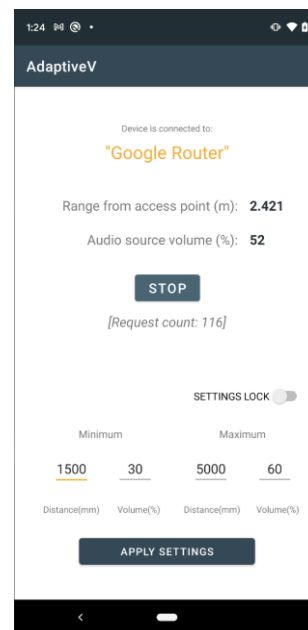 1:24
AdaptiveV
Device is connected to:
"Google Router"
Range from access point (m): 2.421
Audio source volume (%): 52
STOP
[Request count: 116]
SETTINGS LOCK
Minimum Maximum
1500 30 5000 60
Distance(mm) Volume(%) Distance(mm) Volume(%)
APPLY SETTINGS